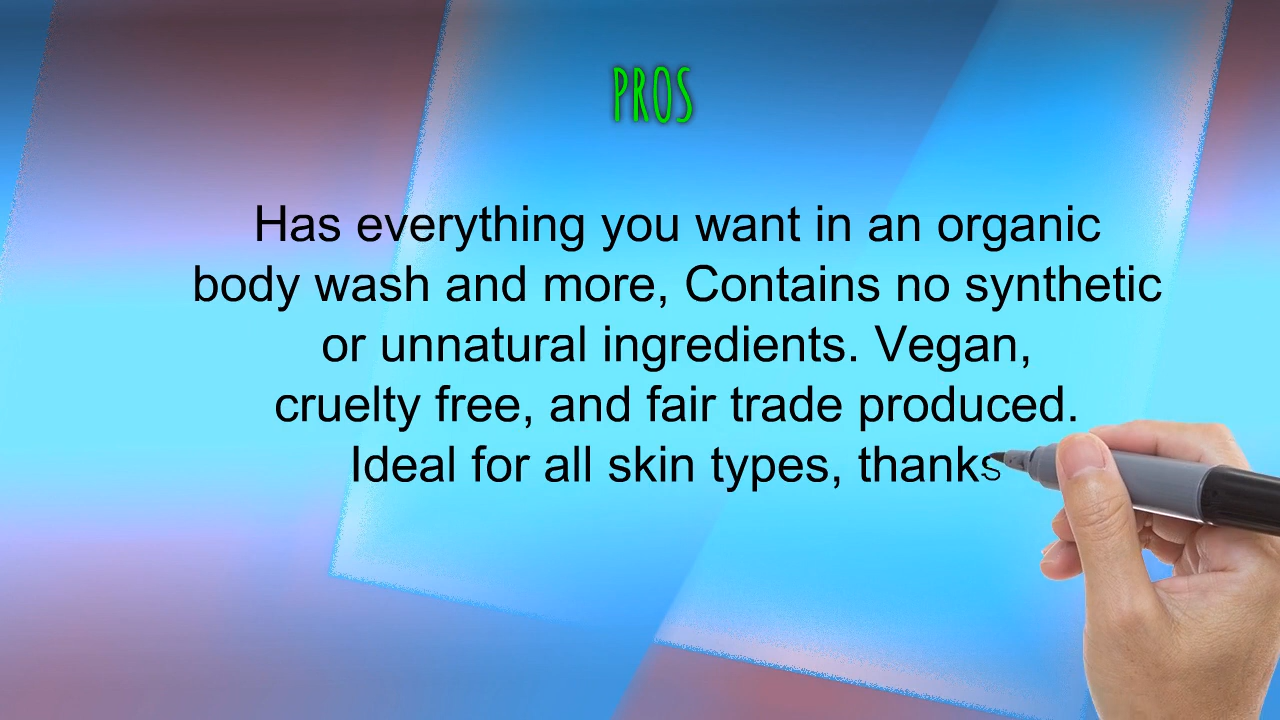 PROS
Has everything you want in an organic
body wash and more, Contains no synthetic
or unnatural ingredients. Vegan,
cruelty free, and fair trade produced.
Ideal for all skin types, thanks